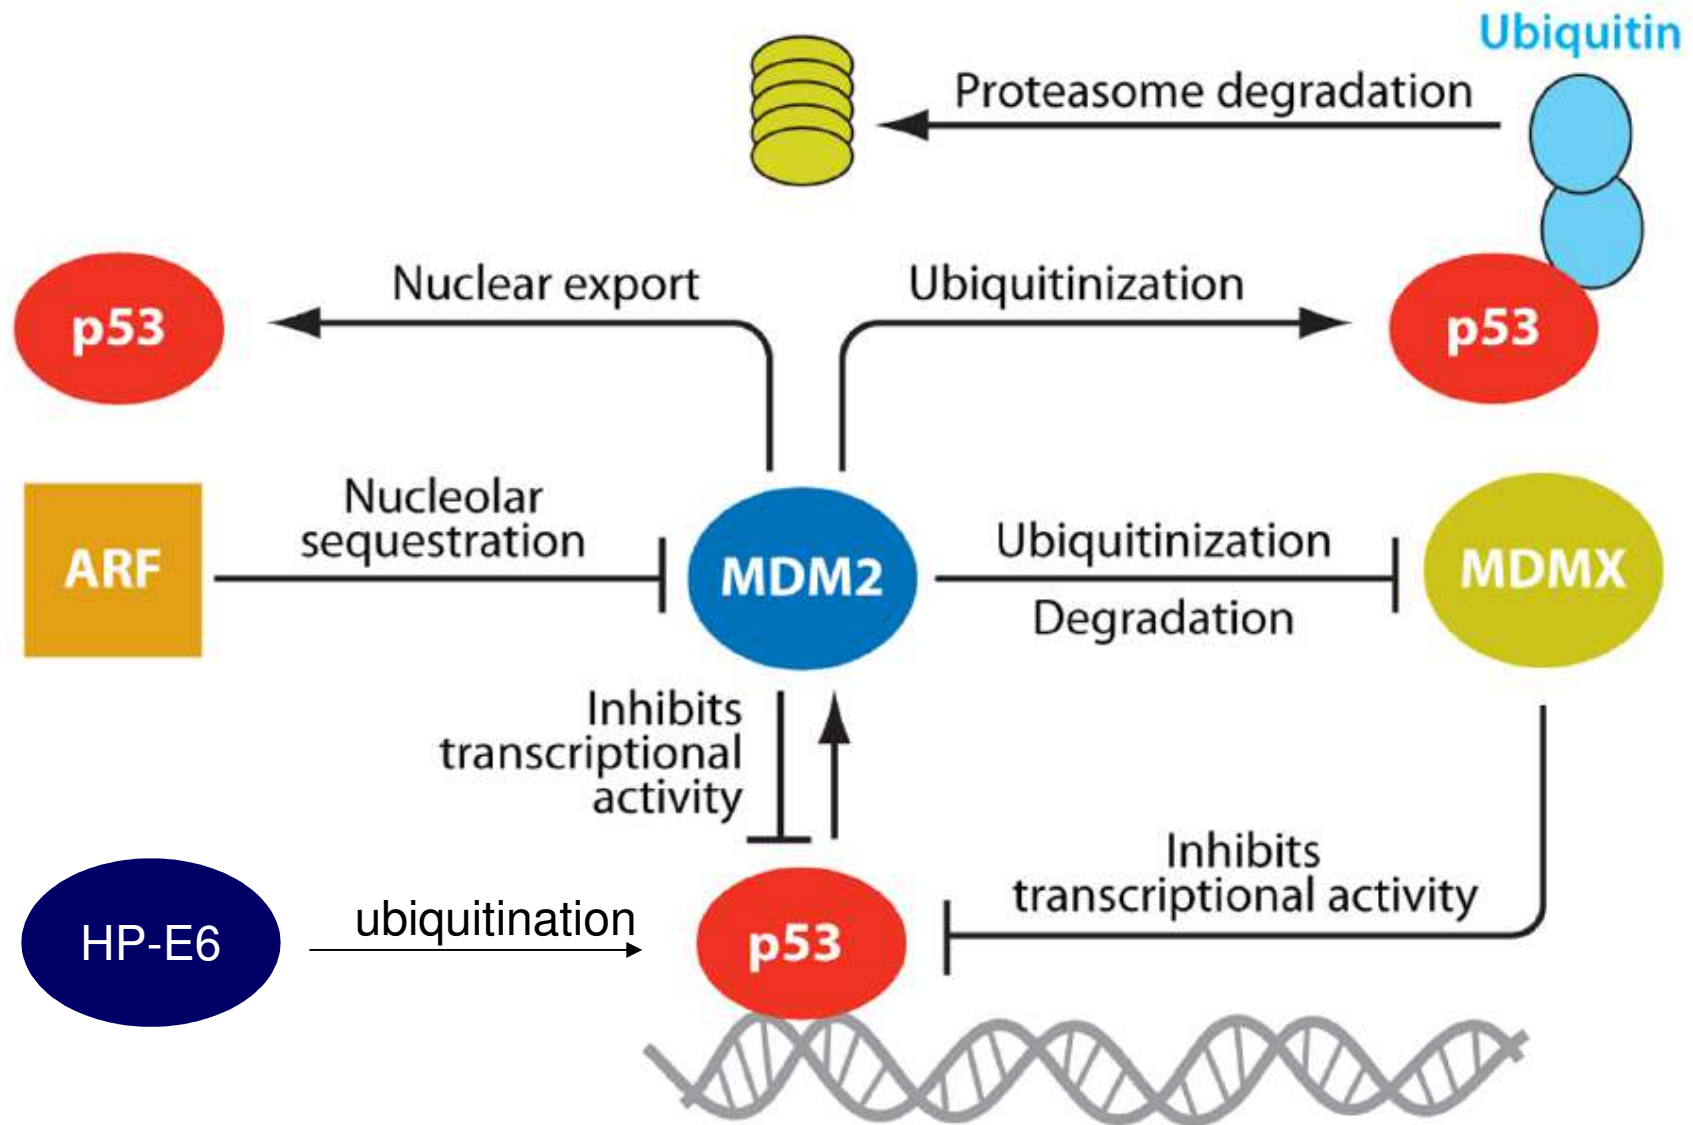 Ubiquitin
Proteasome degradation
Nuclear export
Ubiquitinization
p53
p53
Nucleolar
sequestration
ARF
MDM2
Ubiquitinization
Degradation
MDMX
Inhibits
transcriptional
activity
Inhibits
transcriptional activity
HP-E6
ubiquitination
p53